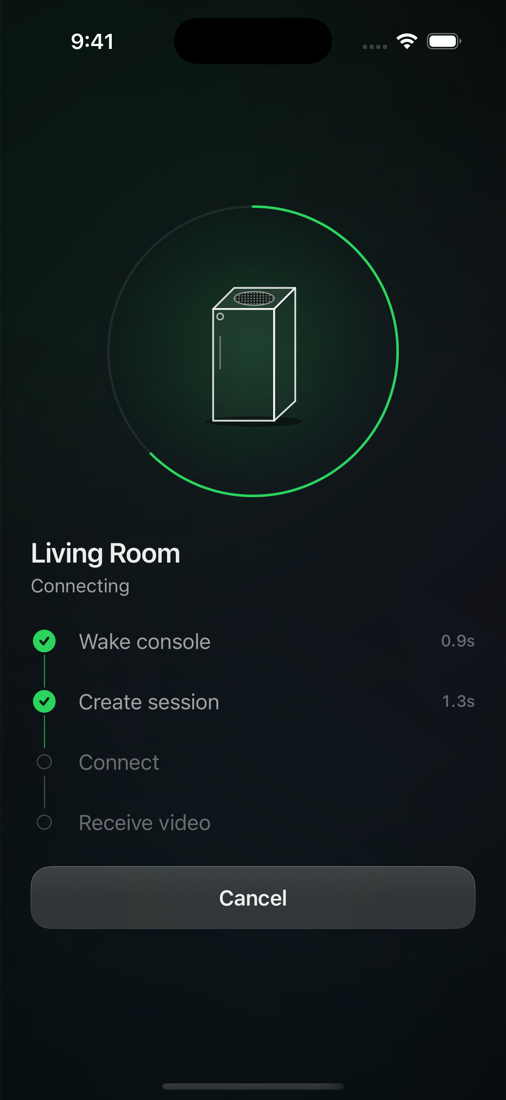 9:41
Living Room
Connecting
Wake console 0.9s
Create session 1.3s
Connect
Receive video
Cancel